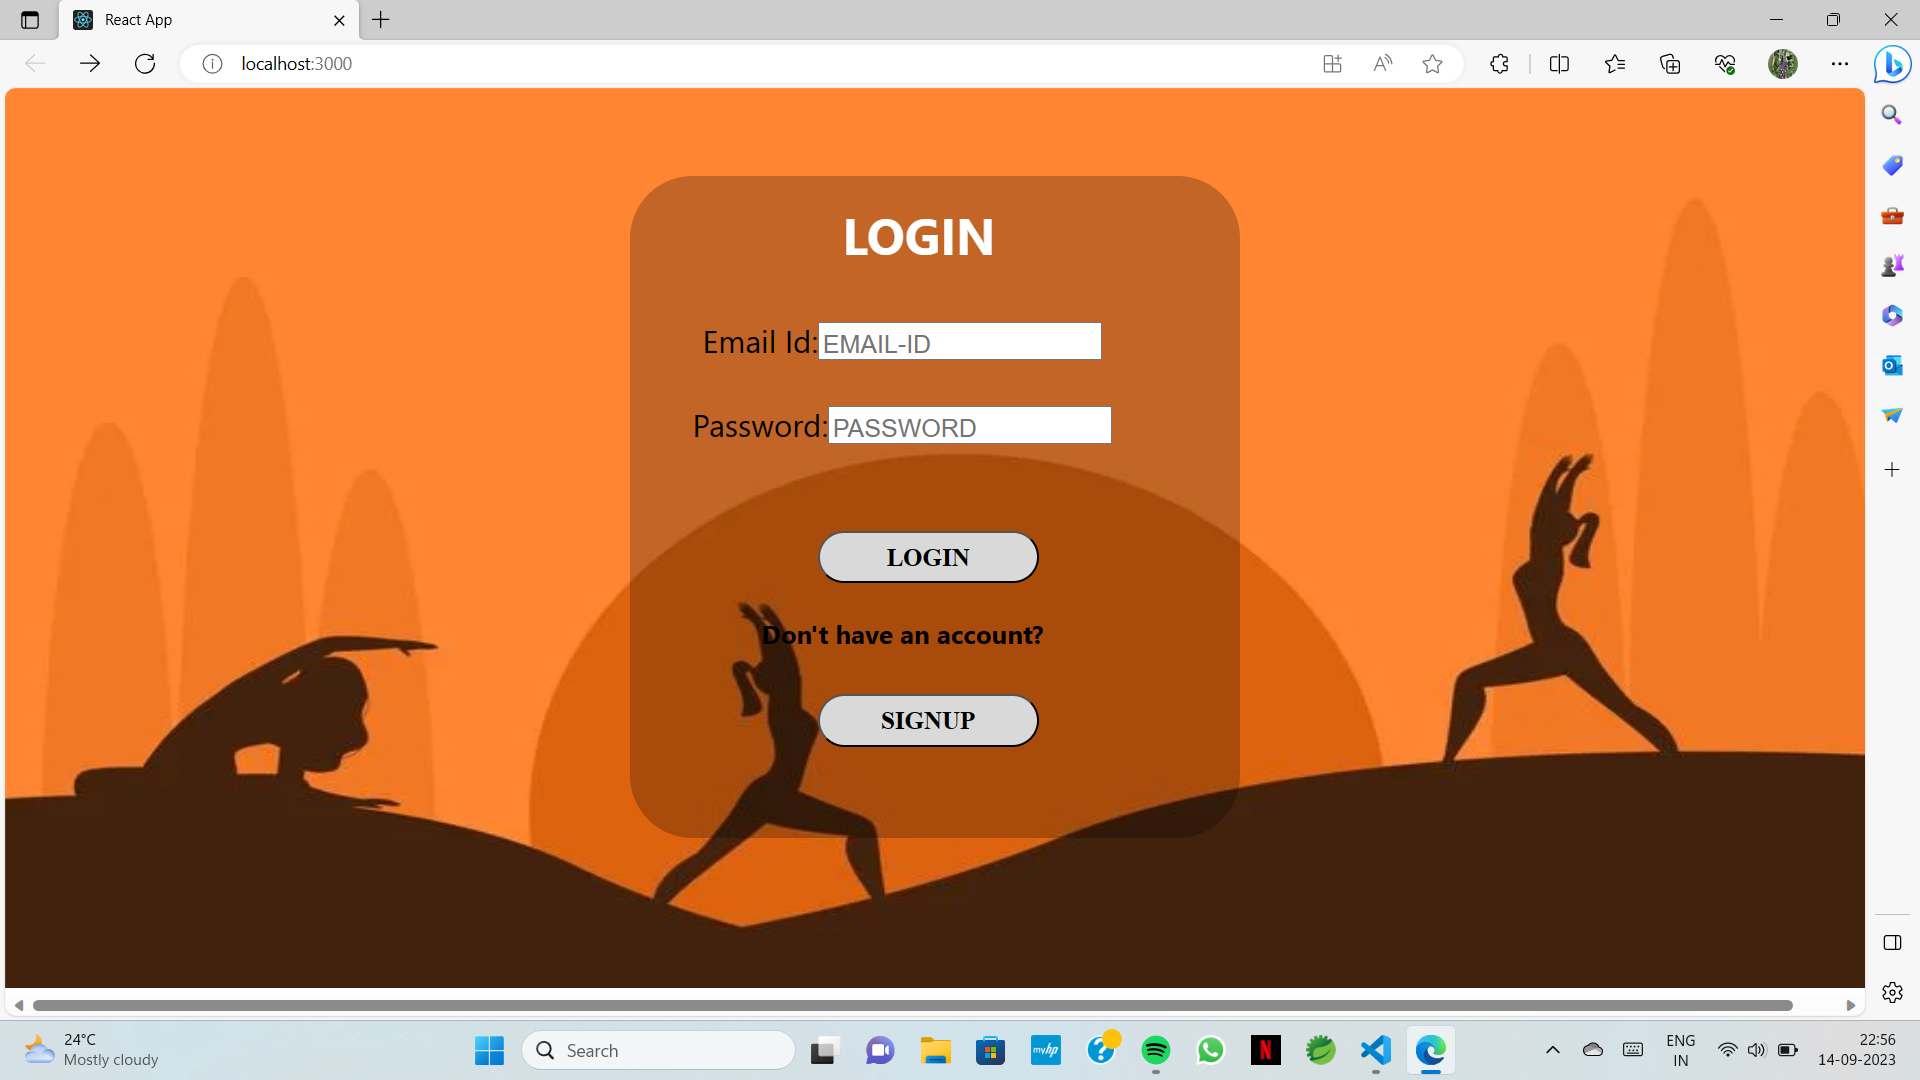 React App
localhost:3000
LOGIN
Email Id:
EMAIL-ID
Password:
PASSWORD
LOGIN
Don't have an account?
SIGNUP
24°C
Mostly cloudy
Search
myhp
N
ENG
IN
22:56
14-09-2023